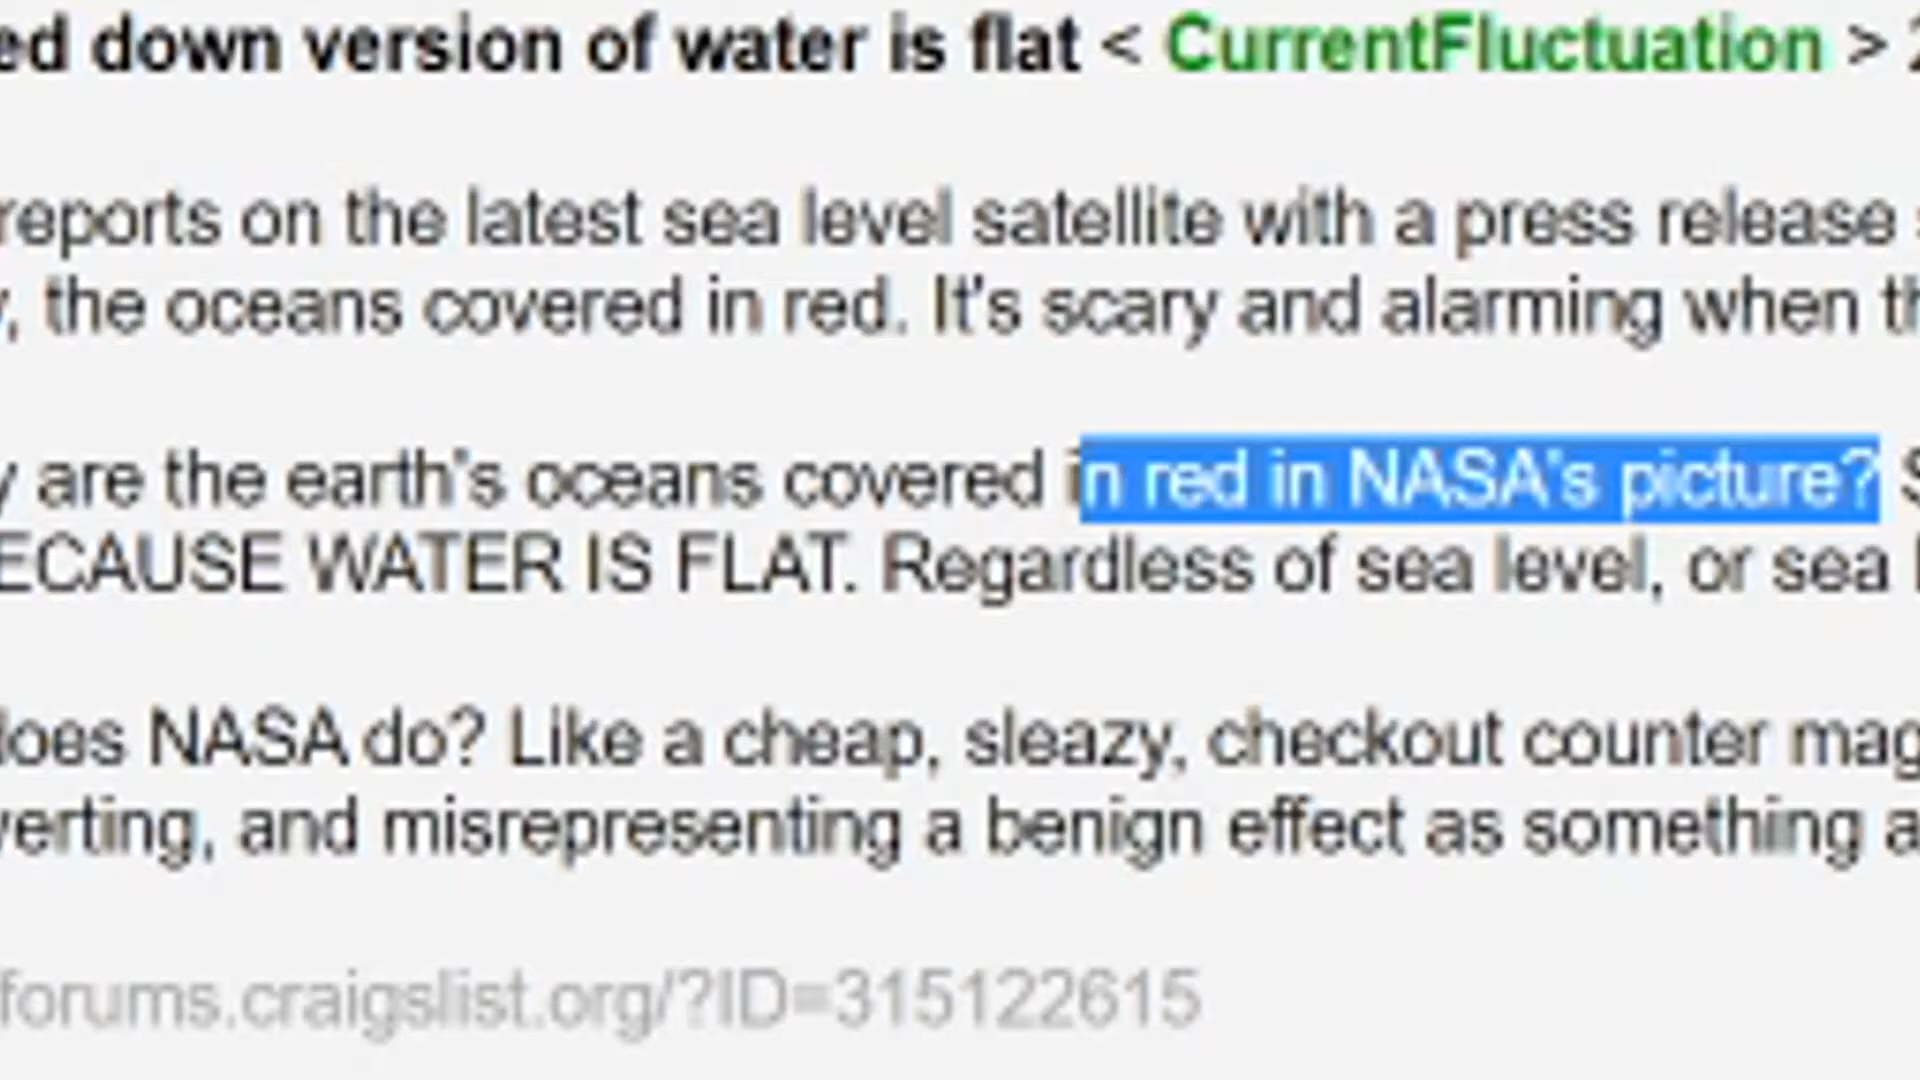 ed down version of water is flat < CurrentFluctuation > 2
reports on the latest sea level satellite with a press release s
y, the oceans covered in red. It's scary and alarming when th
y are the earth's oceans covered in red in NASA's picture? S
ECAUSE WATER IS FLAT. Regardless of sea level, or sea l
does NASA do? Like a cheap, sleazy, checkout counter mag
verting, and misrepresenting a benign effect as something a
forums.craigslist.org/?ID=315122615